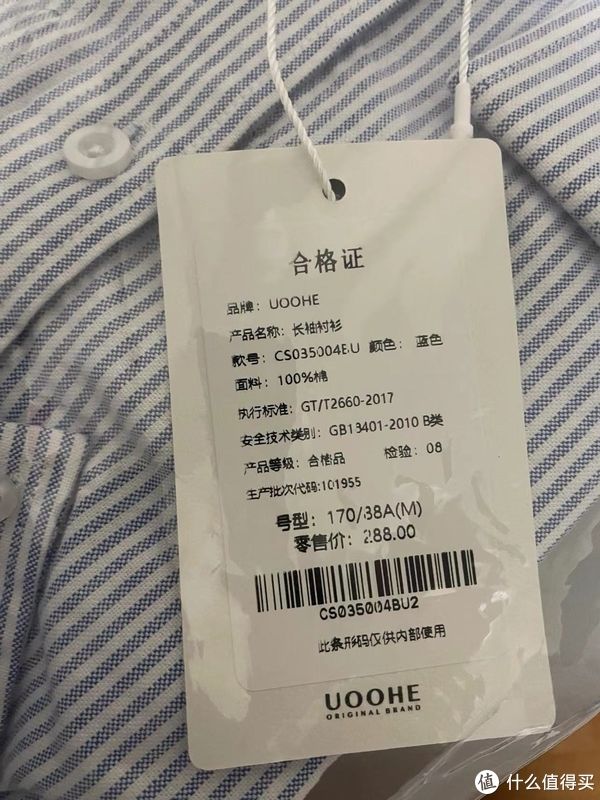 合格证
品牌：UOOHE
产品名称：长袖衬衫
款号：CS035004BU 颜色：蓝色
面料：100%棉
执行标准：GT/T2660-2017
安全技术类别：GB18401-2010 B类
产品等级：合格品 检验：08
生产批次代码:101955
号型：170/88A(M)
零售价：288.00
CS035004BU2
此条形码仅供内部使用
UOOHE
ORIGINAL BRAND
值 什么值得买